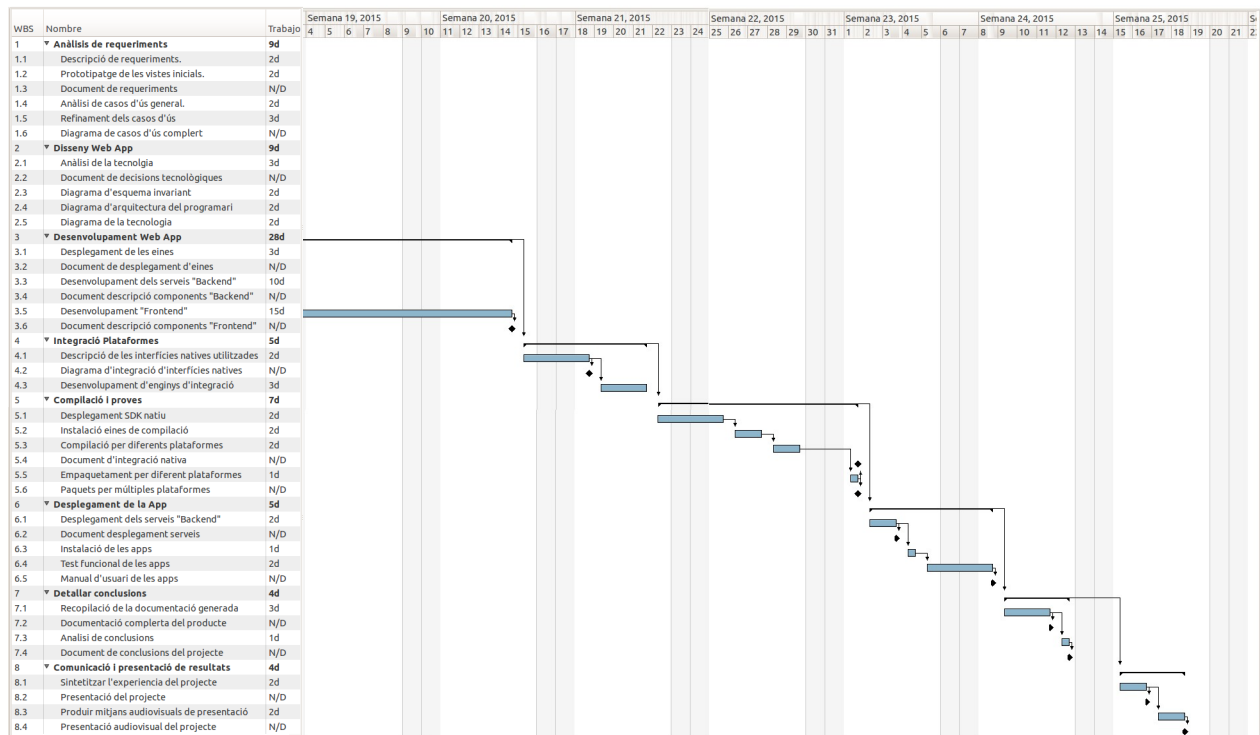 Semana 19, 2015 Semana 20, 2015 Semana 21, 2015 Semana 22, 2015 Semana 23, 2015 Semana 24, 2015 Semana 25, 2015
WBS Nombre Trabajo 4 5 6 7 8 9 10 11 12 13 14 15 16 17 18 19 20 21 22 23 24 25 26 27 28 29 30 31 1 2 3 4 5 6 7 8 9 10 11 12 13 14 15 16 17 18 19 20 21
1 Anàlisis de requeriments 9d
1.1 Descripció de requeriments. 2d
1.2 Prototipatge de les vistes inicials. 2d
1.3 Document de requeriments N/D
1.4 Anàlisi de casos d'ús general. 2d
1.5 Refinament dels casos d'ús 3d
1.6 Diagrama de casos d'ús complert N/D
2 Disseny Web App 9d
2.1 Anàlisi de la tecnolgia 3d
2.2 Document de decisions tecnològiques N/D
2.3 Diagrama d'esquema invariant 2d
2.4 Diagrama d'arquitectura del programari 2d
2.5 Diagrama de la tecnologia 2d
3 Desenvolupament Web App 28d
3.1 Desplegament de les eines 3d
3.2 Document de desplegament d'eines N/D
3.3 Desenvolupament dels serveis "Backend" 10d
3.4 Document descripció components "Backend" N/D
3.5 Desenvolupament "Frontend" 15d
3.6 Document descripció components "Frontend" N/D
4 Integració Plataformes 5d
4.1 Descripció de les interfícies natives utilitzades 2d
4.2 Diagrama d'integració d'interfícies natives N/D
4.3 Desenvolupament d'enginys d'integració 3d
5 Compilació i proves 7d
5.1 Desplegament SDK natiu 2d
5.2 Instalació eines de compilació 2d
5.3 Compilació per diferents plataformes 2d
5.4 Document d'integració nativa N/D
5.5 Empaquetament per diferent plataformes 1d
5.6 Paquets per múltiples plataformes N/D
6 Desplegament de la App 5d
6.1 Desplegament dels serveis "Backend" 2d
6.2 Document desplegament serveis N/D
6.3 Instalació de les apps 1d
6.4 Test funcional de les apps 2d
6.5 Manual d'usuari de les apps N/D
7 Detallar conclusions 4d
7.1 Recopilació de la documentació generada 3d
7.2 Documentació complerta del producte N/D
7.3 Analisi de conclusions 1d
7.4 Document de conclusions del projecte N/D
8 Comunicació i presentació de resultats 4d
8.1 Sintetitzar l'experiencia del projecte 2d
8.2 Presentació del projecte N/D
8.3 Produir mitjans audiovisuals de presentació 2d
8.4 Presentació audiovisual del projecte N/D